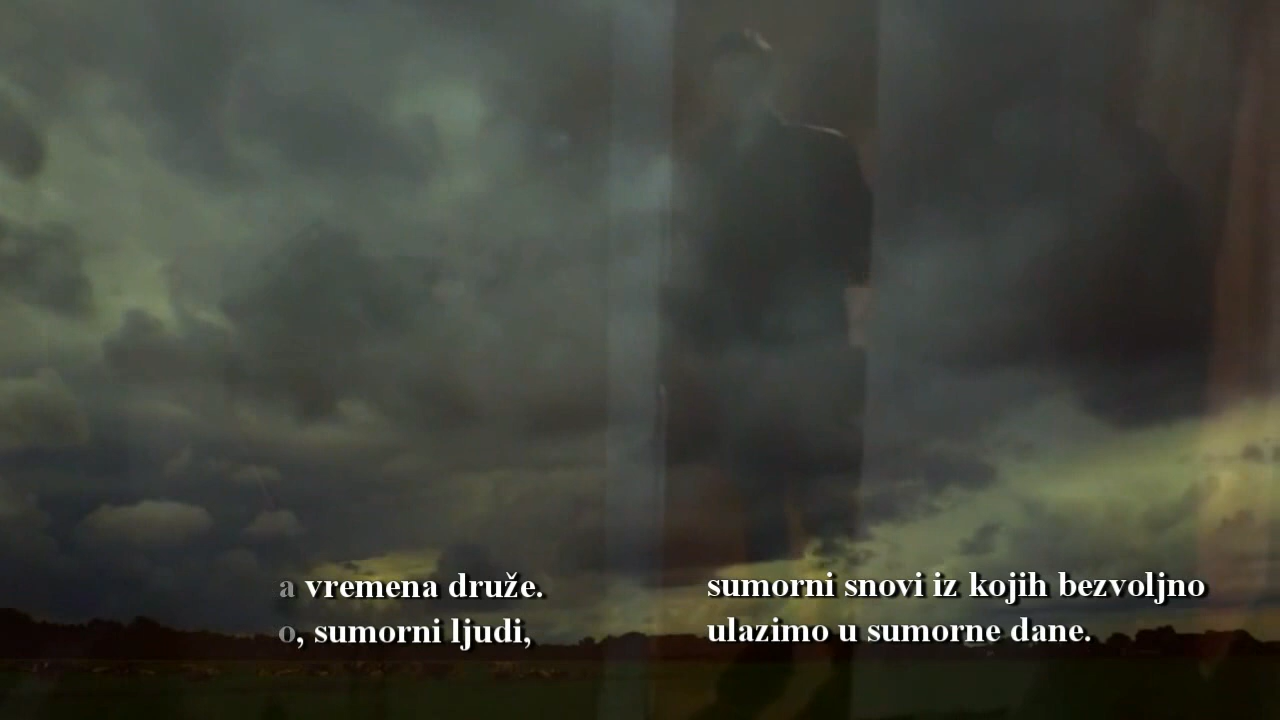 a vremena druže.
o, sumorni ljudi,
sumorni snovi iz kojih bezvoljno
ulazimo u sumorne dane.